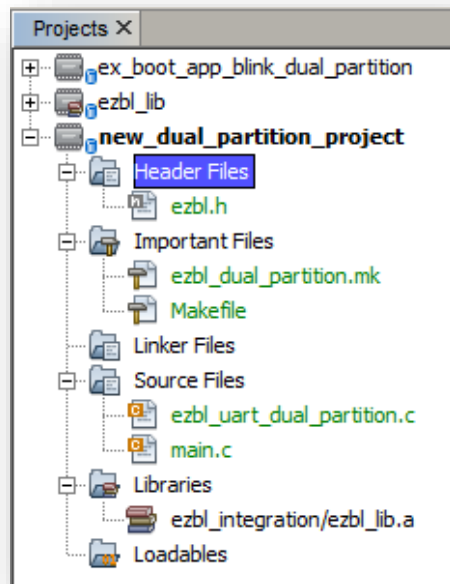 Projects ×
ex_boot_app_blink_dual_partition
ezbl_lib
new_dual_partition_project
Header Files
ezbl.h
Important Files
ezbl_dual_partition.mk
Makefile
Linker Files
Source Files
ezbl_uart_dual_partition.c
main.c
Libraries
ezbl_integration/ezbl_lib.a
Loadables